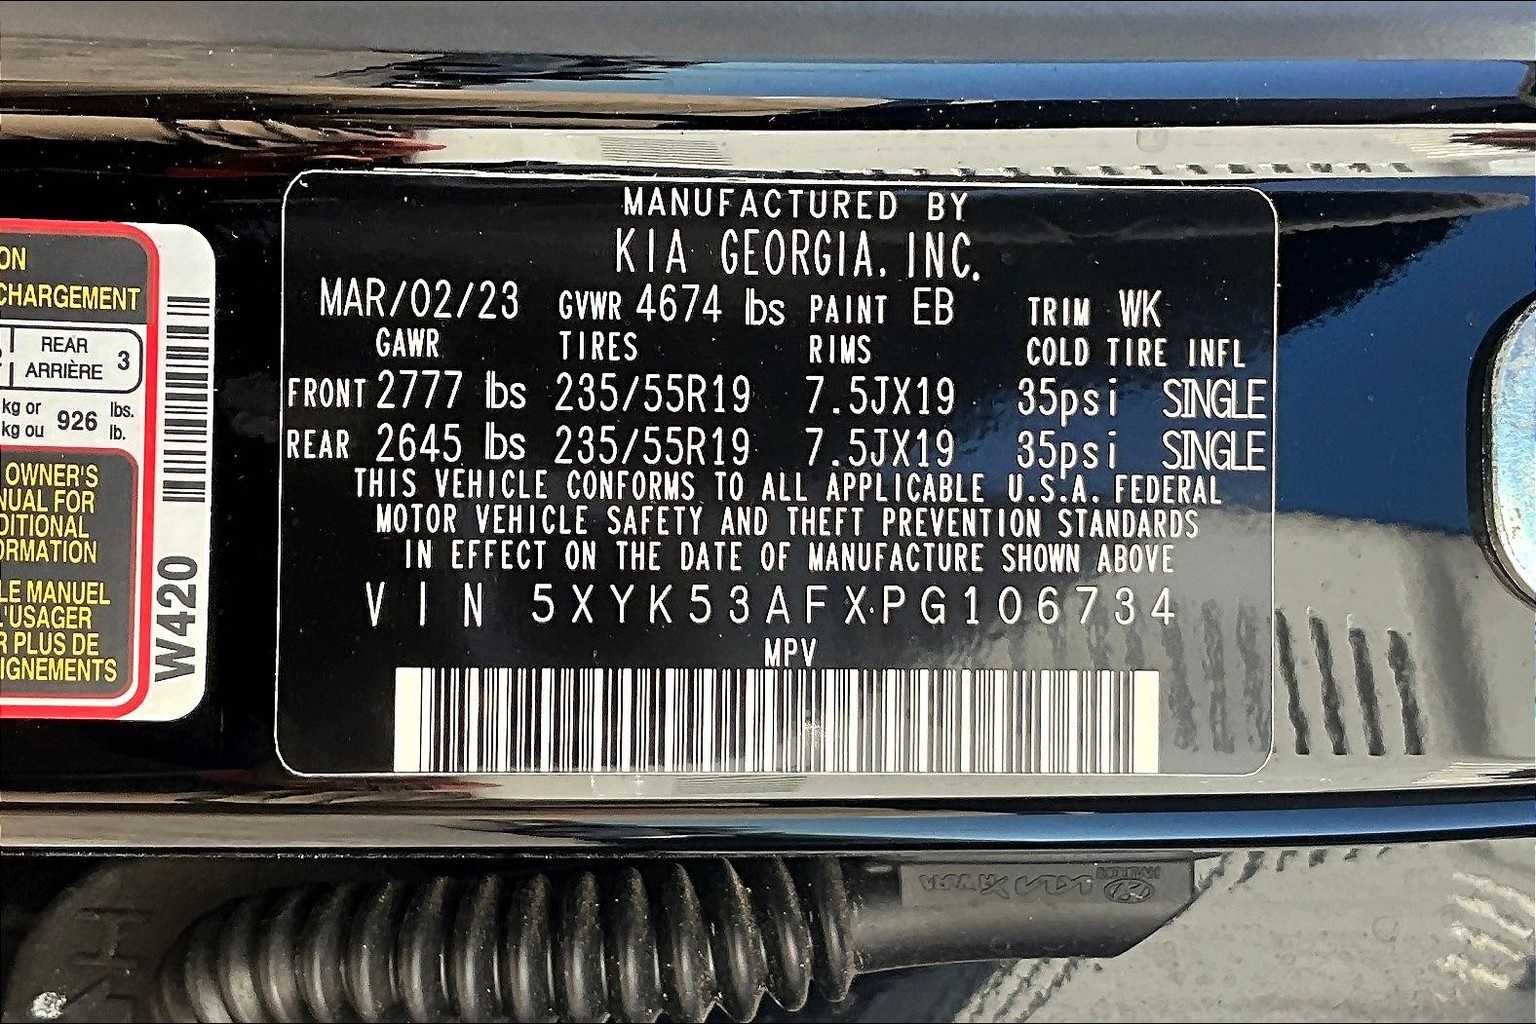 ON
CHARGEMENT
REAR
ARRIÈRE 3
kg or 926 lbs.
kg ou lb.
OWNER'S
NUAL FOR
DITIONAL
ORMATION
LE MANUEL
L'USAGER
R PLUS DE
IGNEMENTS
W420
MANUFACTURED BY
KIA GEORGIA, INC.
MAR/02/23 GVWR 4674 lbs PAINT EB TRIM WK
GAWR TIRES RIMS COLD TIRE INFL
FRONT 2777 lbs 235/55R19 7.5JX19 35psi SINGLE
REAR 2645 lbs 235/55R19 7.5JX19 35psi SINGLE
THIS VEHICLE CONFORMS TO ALL APPLICABLE U.S.A. FEDERAL
MOTOR VEHICLE SAFETY AND THEFT PREVENTION STANDARDS
IN EFFECT ON THE DATE OF MANUFACTURE SHOWN ABOVE
VIN 5XYK53AFXPG106734
MPV